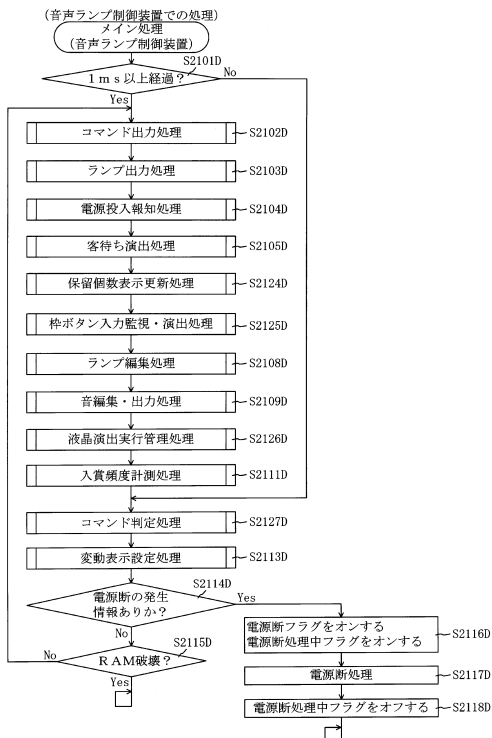 (音声ランプ制御装置での処理)
メイン処理
(音声ランプ制御装置)
S2101D
1ms以上経過?
No
Yes
コマンド出力処理
S2102D
ランプ出力処理
S2103D
電源投入報知処理
S2104D
客待ち演出処理
S2105D
保留個数表示更新処理
S2124D
枠ボタン入力監視・演出処理
S2125D
ランプ編集処理
S2108D
音編集・出力処理
S2109D
液晶演出実行管理処理
S2126D
入賞頻度計測処理
S2111D
コマンド判定処理
S2127D
変動表示設定処理
S2113D
S2114D
電源断の発生
情報ありか?
Yes
No
S2115D
RAM破壊?
No
Yes
電源断フラグをオンする
電源断処理中フラグをオンする
S2116D
電源断処理
S2117D
電源断処理中フラグをオフする
S2118D